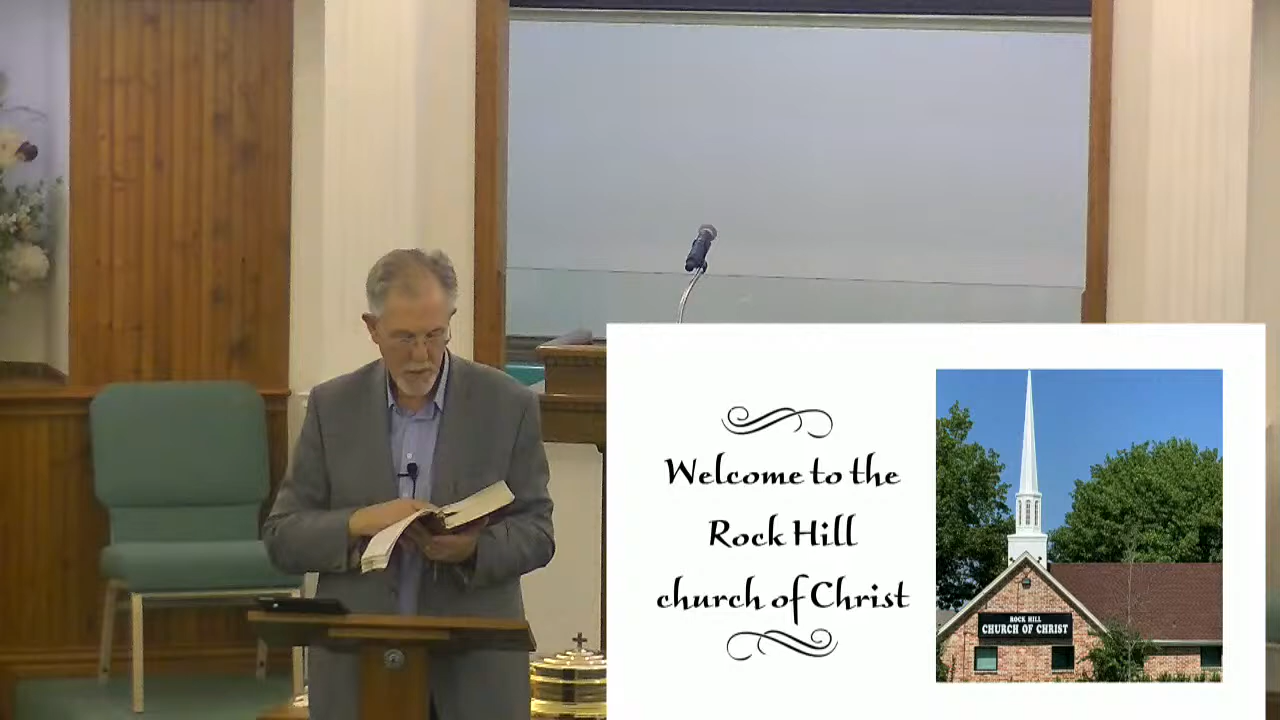 Welcome to the
Rock Hill
church of Christ
ROCK HILL
CHURCH OF CHRIST